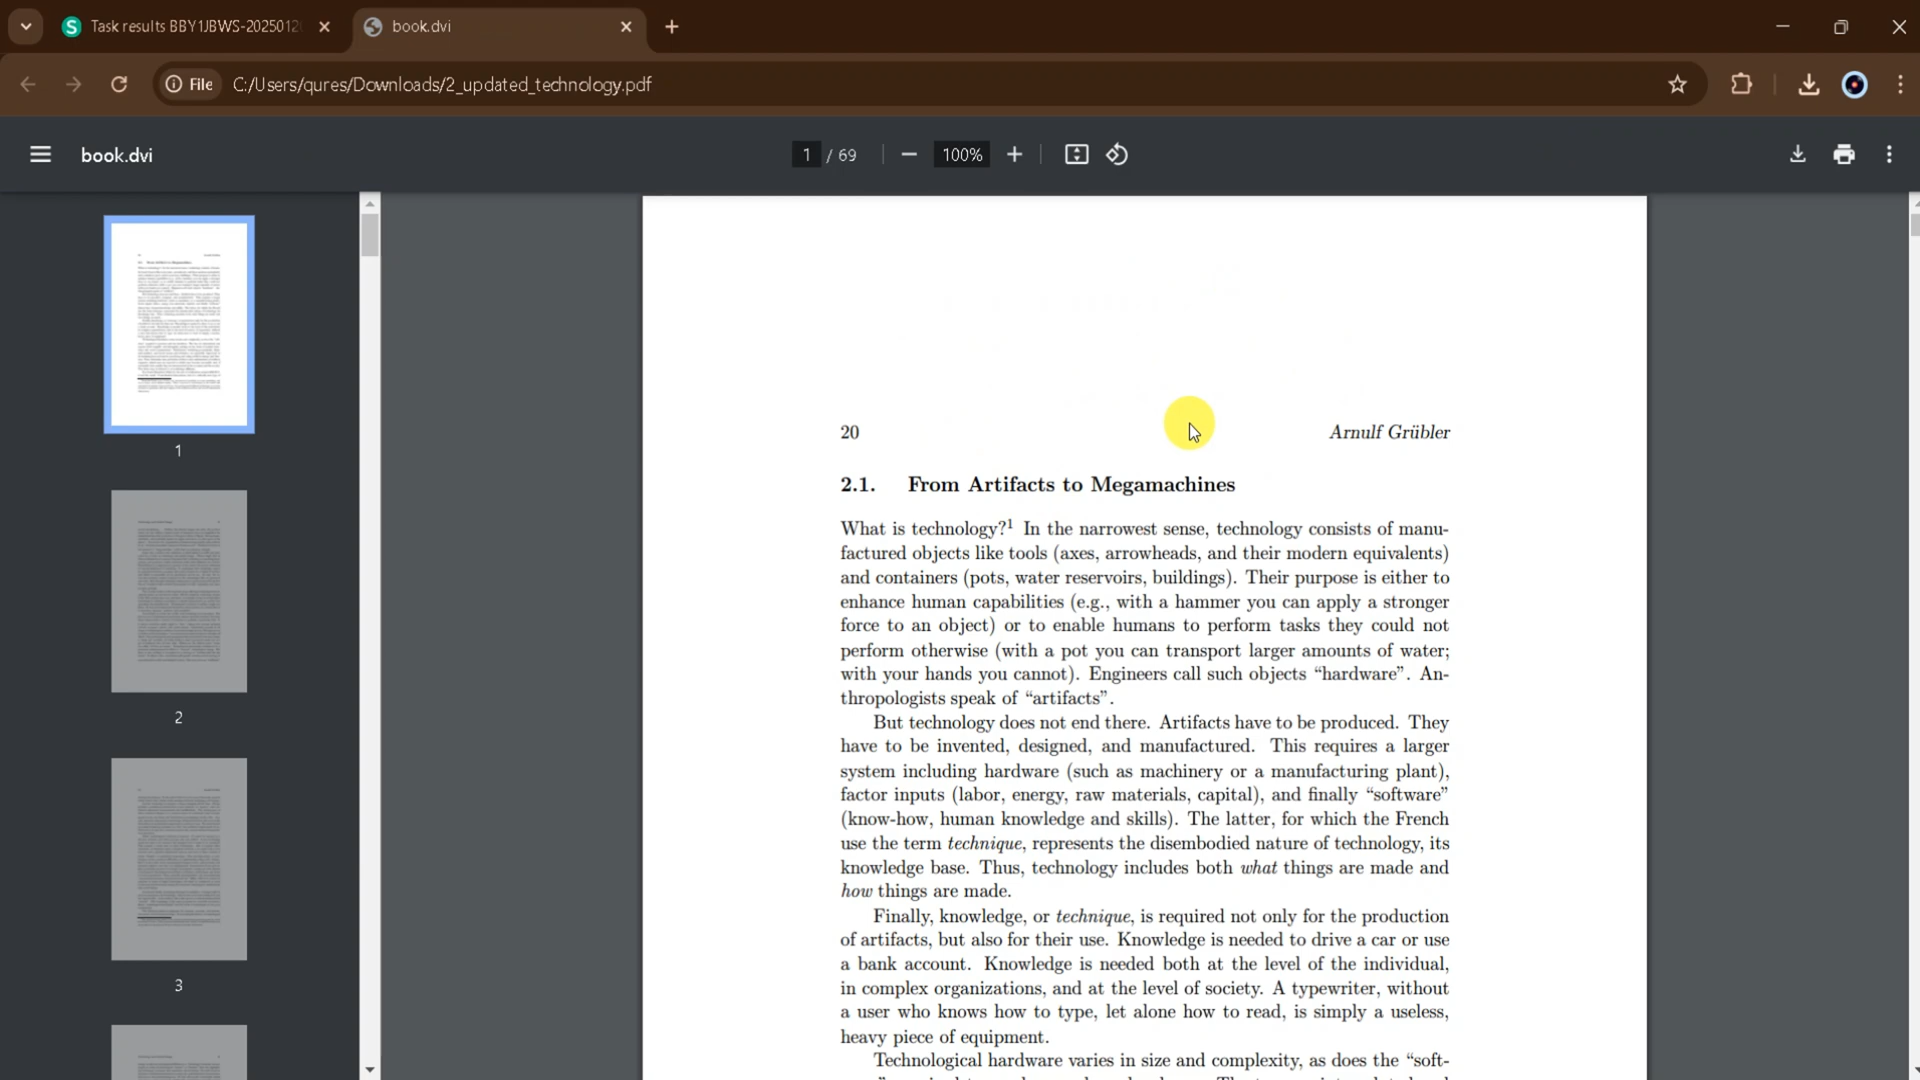 Task results BBY1JBWS-2025012
book.dvi
File
C:/Users/qures/Downloads/2_updated_technology.pdf
book.dvi
1 / 69
100%
1
2
3
20 Arnulf Grübler
2.1. From Artifacts to Megamachines
What is technology?¹ In the narrowest sense, technology consists of manu-
factured objects like tools (axes, arrowheads, and their modern equivalents)
and containers (pots, water reservoirs, buildings). Their purpose is either to
enhance human capabilities (e.g., with a hammer you can apply a stronger
force to an object) or to enable humans to perform tasks they could not
perform otherwise (with a pot you can transport larger amounts of water;
with your hands you cannot). Engineers call such objects “hardware”. An-
thropologists speak of “artifacts”.
But technology does not end there. Artifacts have to be produced. They
have to be invented, designed, and manufactured. This requires a larger
system including hardware (such as machinery or a manufacturing plant),
factor inputs (labor, energy, raw materials, capital), and finally “software”
(know-how, human knowledge and skills). The latter, for which the French
use the term technique, represents the disembodied nature of technology, its
knowledge base. Thus, technology includes both what things are made and
how things are made.
Finally, knowledge, or technique, is required not only for the production
of artifacts, but also for their use. Knowledge is needed to drive a car or use
a bank account. Knowledge is needed both at the level of the individual,
in complex organizations, and at the level of society. A typewriter, without
a user who knows how to type, let alone how to read, is simply a useless,
heavy piece of equipment.
Technological hardware varies in size and complexity, as does the “soft-